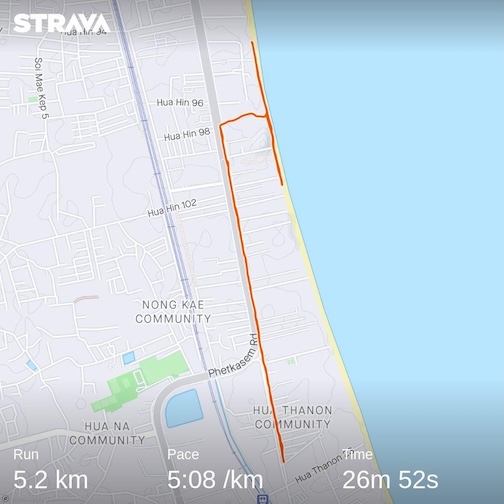 STRAVA
Hua Hin 94
Soi Mae Kep 5
Hua Hin 96
Hua Hin 98
Hua Hin 102
NONG KAE
COMMUNITY
Phetkasem Rd
HUA THANON
COMMUNITY
HUA NA
COMMUNITY
Hua Thanon
Run
5.2 km
Pace
5:08 /km
Time
26m 52s